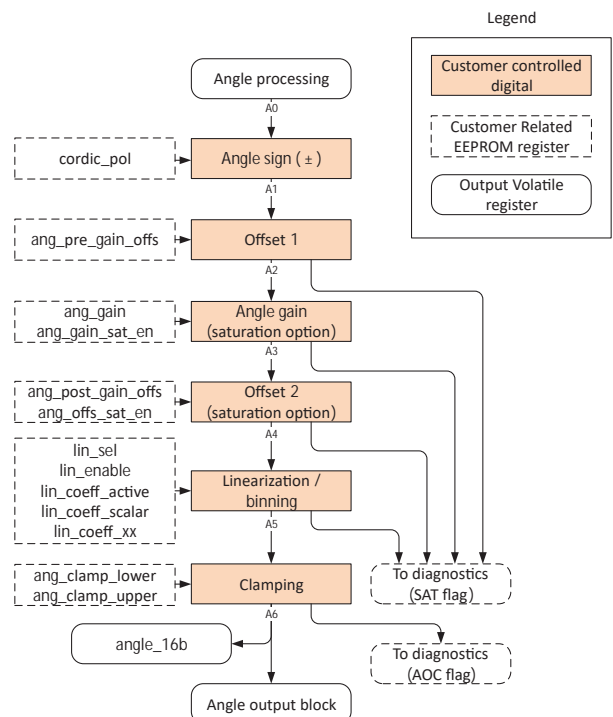 Legend
Customer controlled
digital
Customer Related
EEPROM register
Output Volatile
register
Angle processing
A0
cordic_pol
Angle sign ( ± )
A1
ang_pre_gain_offs
Offset 1
A2
ang_gain
ang_gain_sat_en
Angle gain
(saturation option)
A3
ang_post_gain_offs
ang_offs_sat_en
Offset 2
(saturation option)
A4
lin_sel
lin_enable
lin_coeff_active
lin_coeff_scalar
lin_coeff_xx
Linearization /
binning
A5
ang_clamp_lower
ang_clamp_upper
Clamping
To diagnostics
(SAT flag)
A6
angle_16b
To diagnostics
(AOC flag)
Angle output block